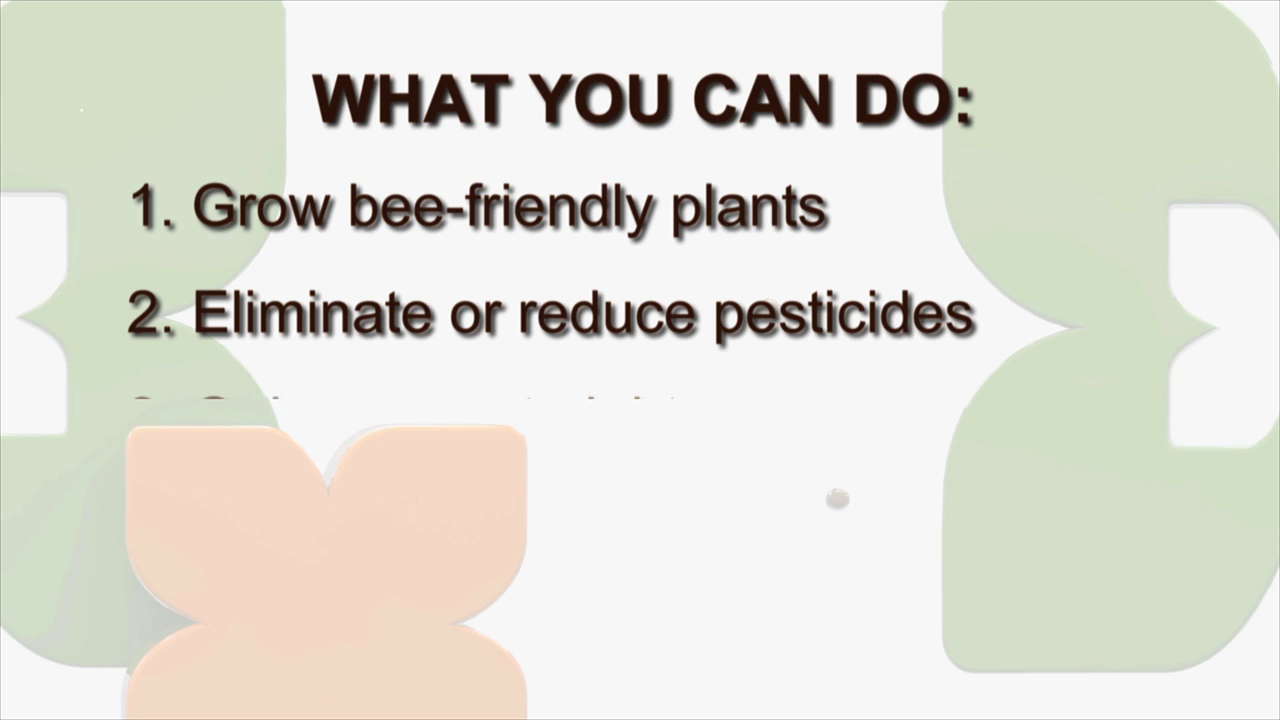 WHAT YOU CAN DO:
1. Grow bee-friendly plants
2. Eliminate or reduce pesticides